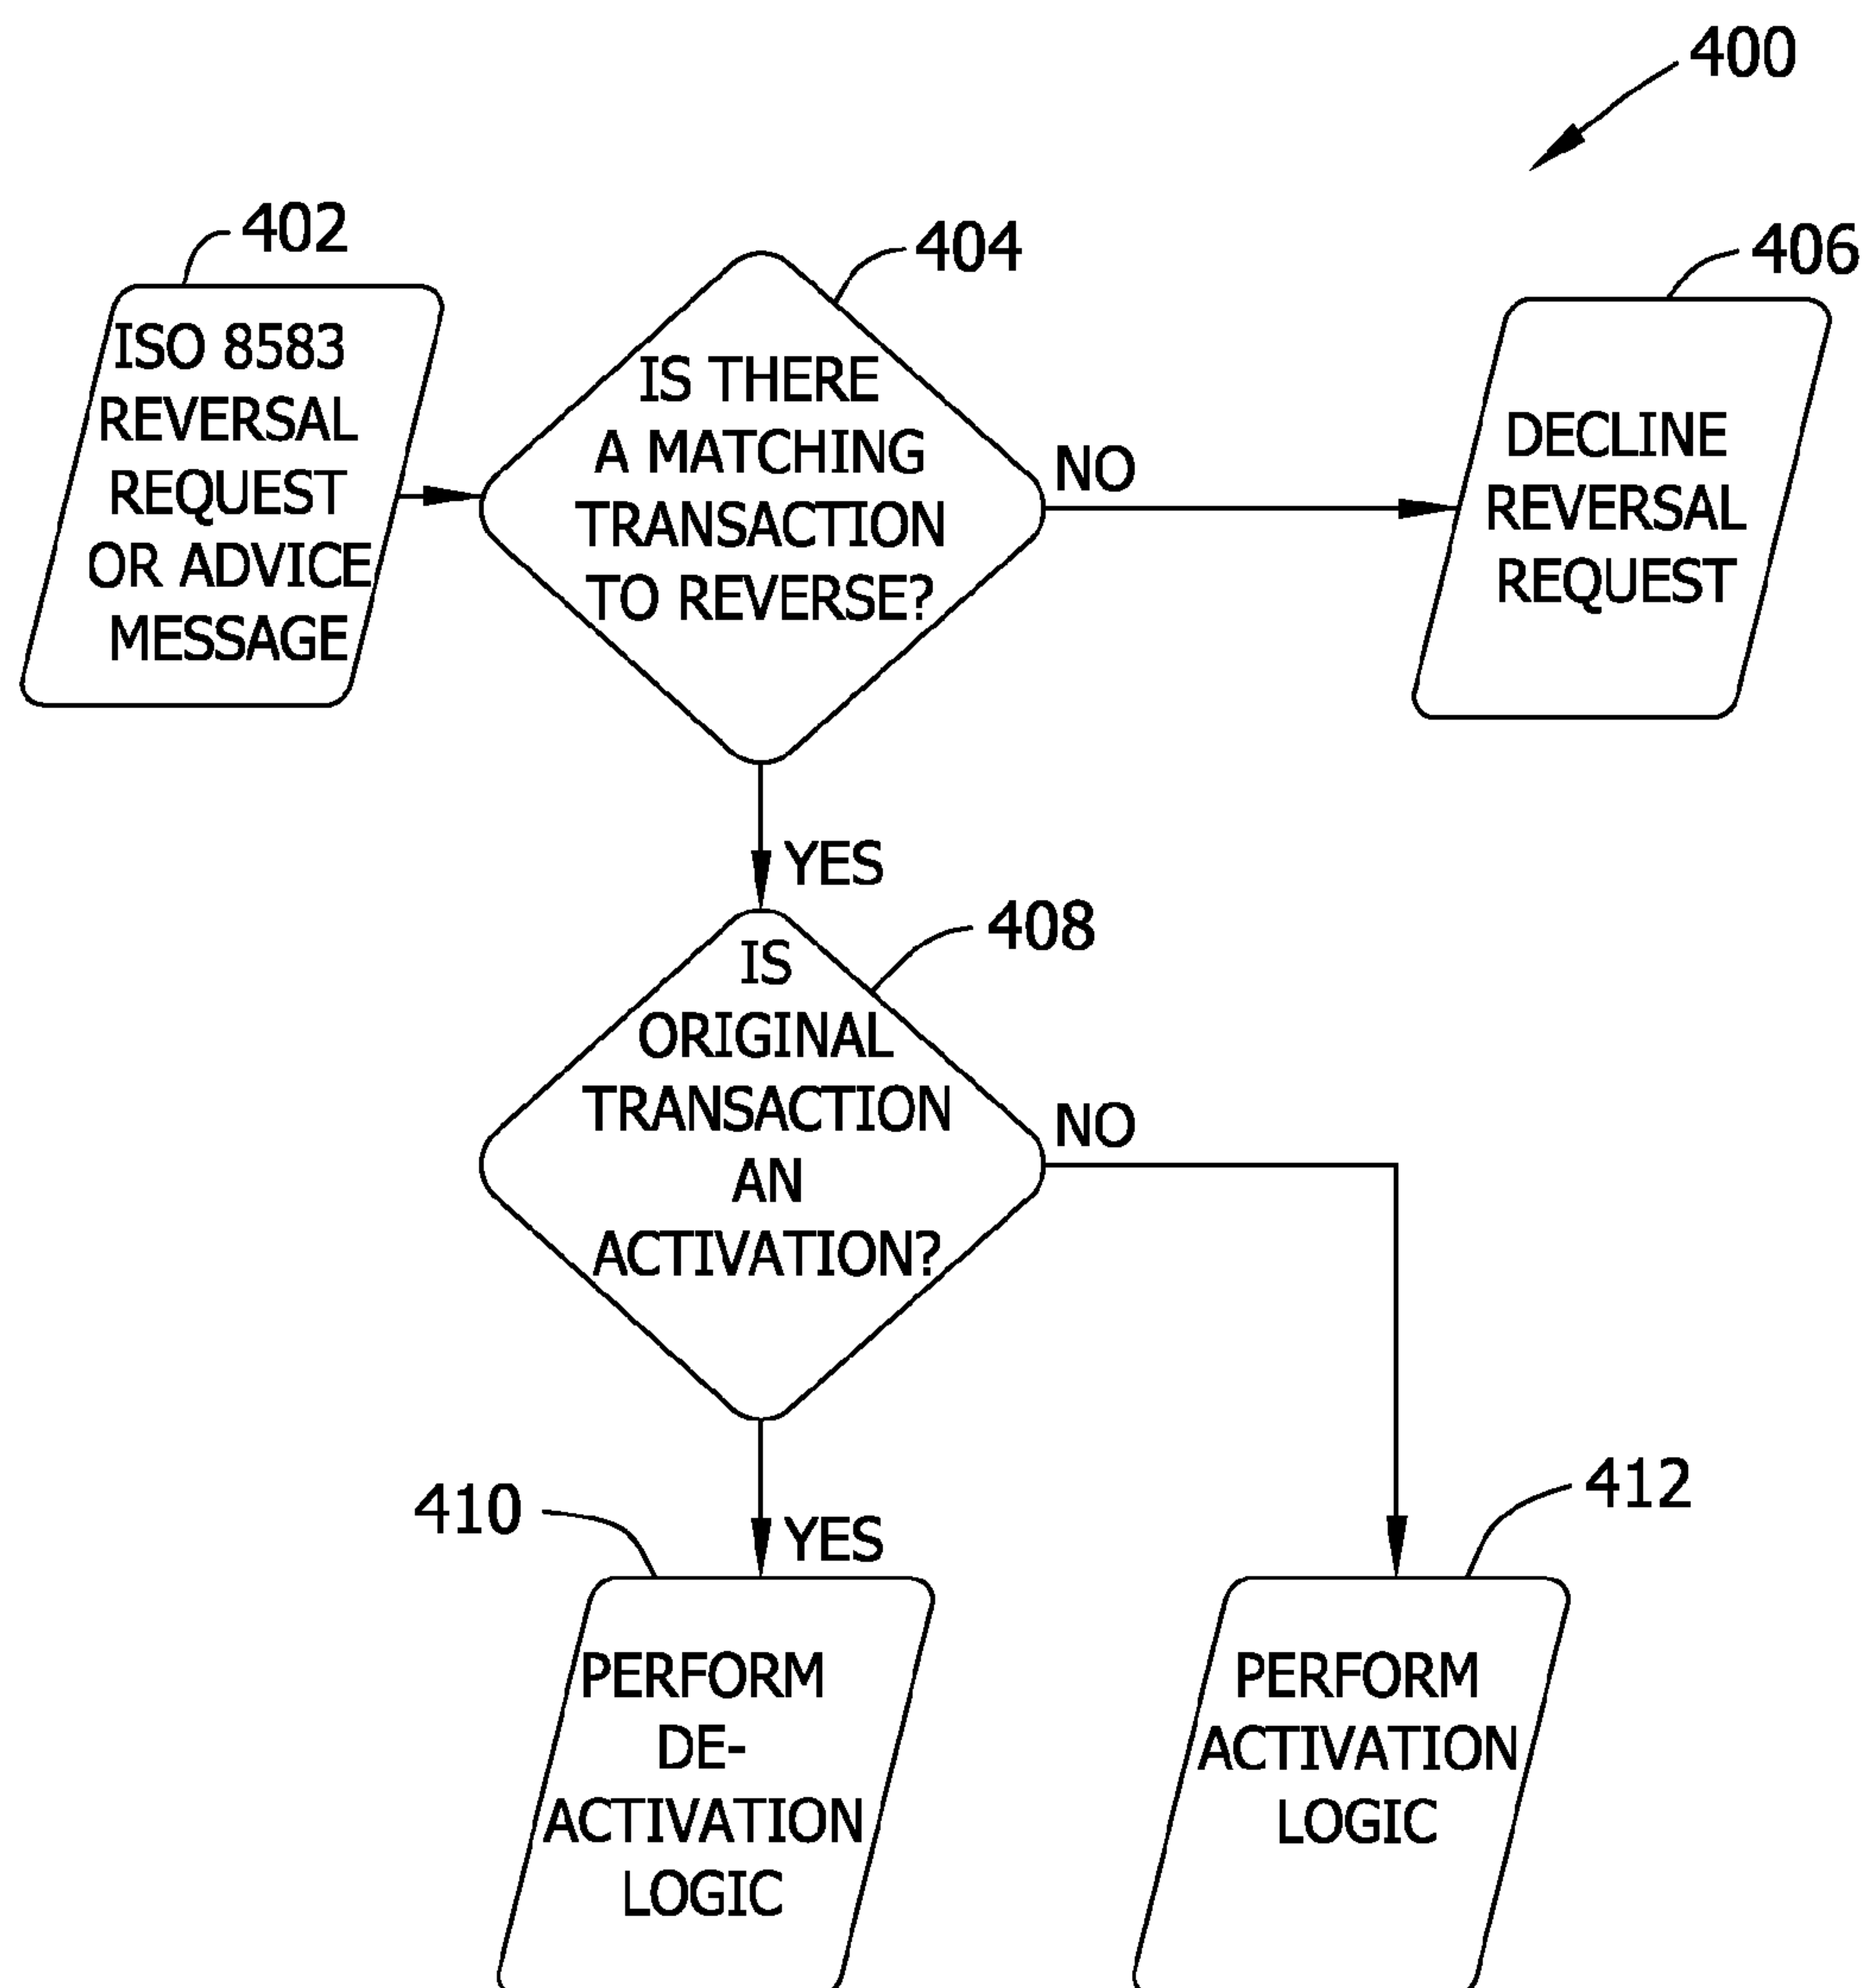 400
402
ISO 8583
REVERSAL
REQUEST
OR ADVICE
MESSAGE
404
IS THERE
A MATCHING
TRANSACTION
TO REVERSE?
NO
406
DECLINE
REVERSAL
REQUEST
YES
408
IS
ORIGINAL
TRANSACTION
AN
ACTIVATION?
NO
YES
410
PERFORM
DE-
ACTIVATION
LOGIC
412
PERFORM
ACTIVATION
LOGIC